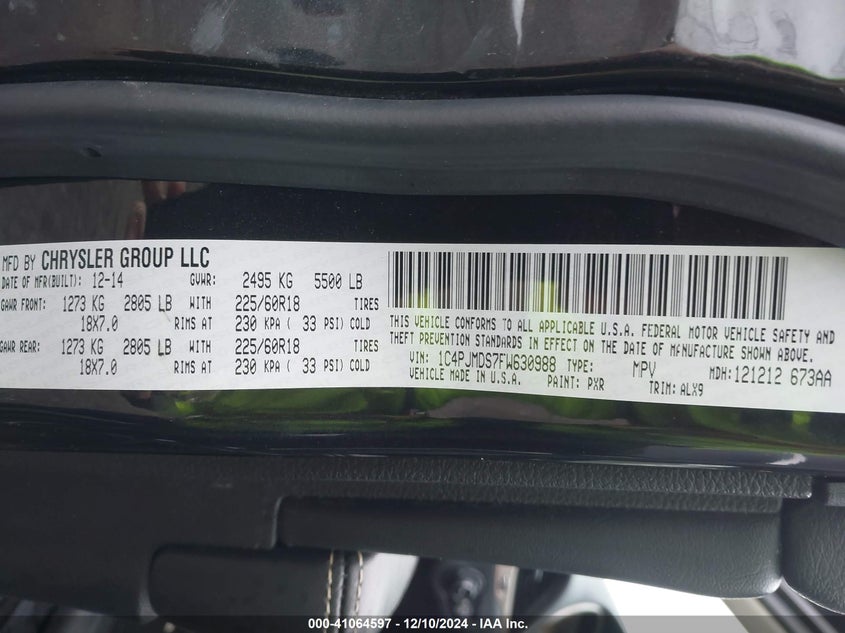 MFD BY CHRYSLER GROUP LLC
DATE OF MFR(BUILT): 12-14 GVWR: 2495 KG 5500 LB
GAWR FRONT: 1273 KG 2805 LB WITH 225/60R18 TIRES
18X7.0 RIMS AT 230 KPA ( 33 PSI) COLD
GAWR REAR: 1273 KG 2805 LB WITH 225/60R18 TIRES
18X7.0 RIMS AT 230 KPA ( 33 PSI) COLD
THIS VEHICLE CONFORMS TO ALL APPLICABLE U.S.A. FEDERAL MOTOR VEHICLE SAFETY AND
THEFT PREVENTION STANDARDS IN EFFECT ON THE DATE OF MANUFACTURE SHOWN ABOVE.
VIN: 1C4PJMDS7FW630988 TYPE: MPV MDH: 121212 673AA
VEHICLE MADE IN U.S.A. PAINT: PXR TRIM: ALX9
000-41064597 - 12/10/2024 - IAA Inc.